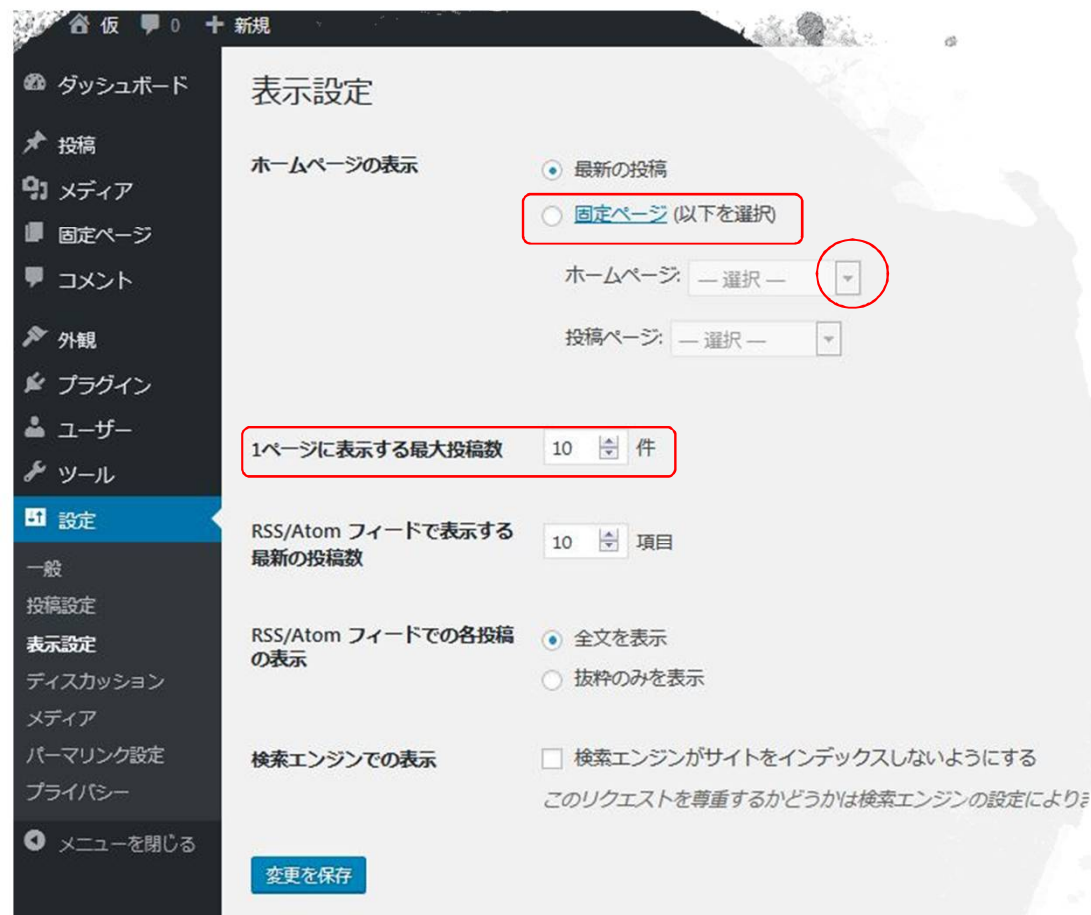 仮 0 新規
ダッシュボード
投稿
メディア
固定ページ
コメント
外観
プラグイン
ユーザー
ツール
設定
一般
投稿設定
表示設定
ディスカッション
メディア
パーマリンク設定
プライバシー
メニューを閉じる
表示設定
ホームページの表示
最新の投稿
固定ページ (以下を選択)
ホームページ: — 選択 —
投稿ページ: — 選択 —
1ページに表示する最大投稿数 10 件
RSS/Atom フィードで表示する
最新の投稿数
10 項目
RSS/Atom フィードでの各投稿
の表示
全文を表示
抜粋のみを表示
検索エンジンでの表示
検索エンジンがサイトをインデックスしないようにする
このリクエストを尊重するかどうかは検索エンジンの設定により
変更を保存